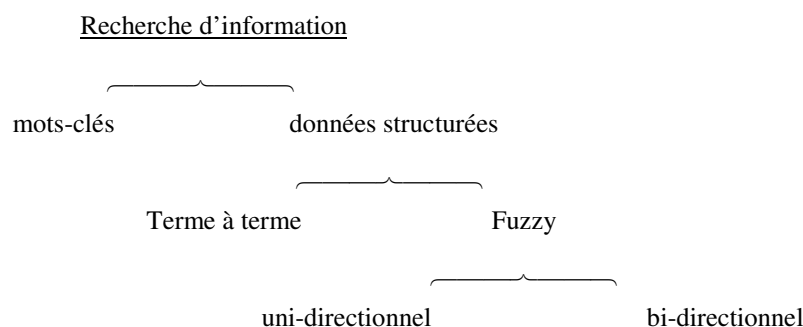 Recherche d'information
mots-clés données structurées
Terme à terme Fuzzy
uni-directionnel bi-directionnel